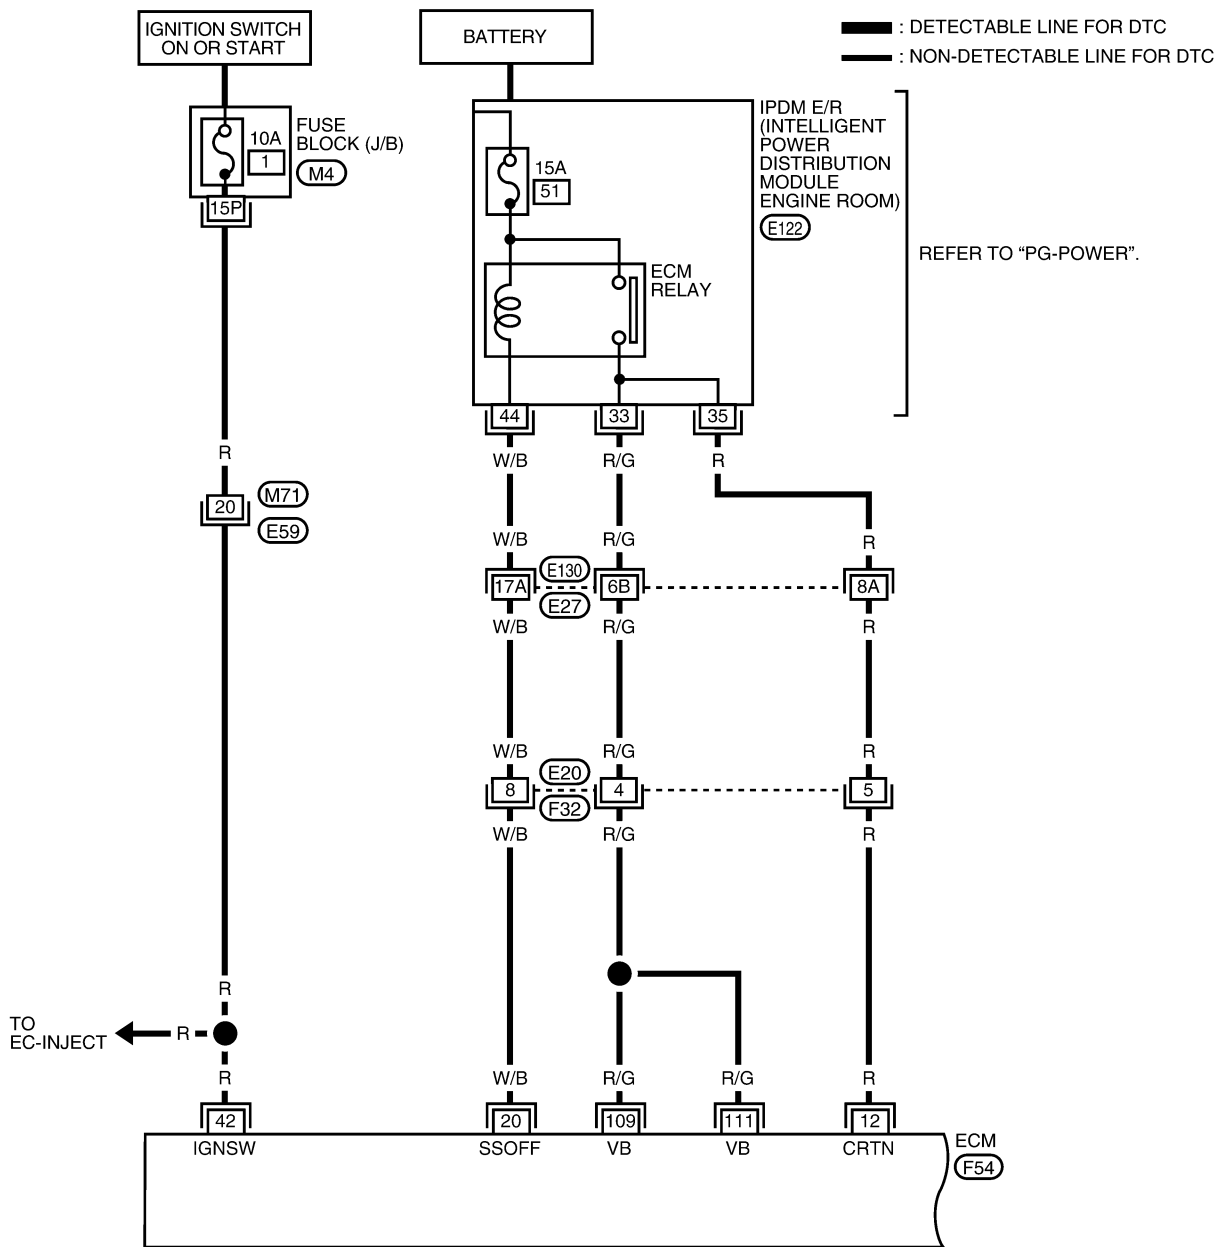 IGNITION SWITCH
ON OR START
BATTERY
: DETECTABLE LINE FOR DTC
: NON-DETECTABLE LINE FOR DTC
10A
1
FUSE
BLOCK (J/B)
M4
15P
15A
51
IPDM E/R
(INTELLIGENT
POWER
DISTRIBUTION
MODULE
ENGINE ROOM)
E122
REFER TO “PG-POWER”.
ECM
RELAY
44
33
35
R
W/B
R/G
R
20
M71
E59
W/B
R/G
R
17A
E130
E27
6B
8A
W/B
R/G
R
W/B
R/G
R
8
E20
F32
4
5
W/B
R/G
R
R
TO
EC-INJECT
R
R
W/B
R/G
R/G
R
42
20
109
111
12
IGNSW
SSOFF
VB
VB
CRTN
ECM
F54